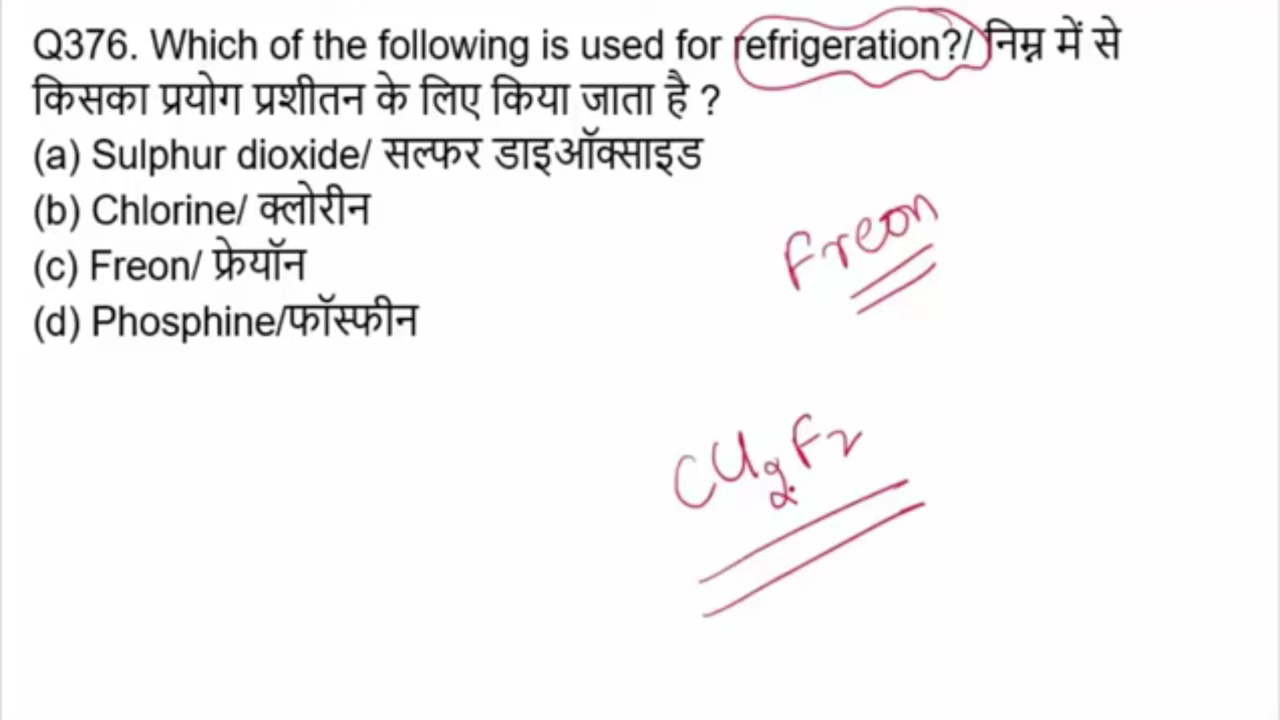 Q376. Which of the following is used for refrigeration?/ निम्न में से
किसका प्रयोग प्रशीतन के लिए किया जाता है ?
(a) Sulphur dioxide/ सल्फर डाइऑक्साइड
(b) Chlorine/ क्लोरीन
(c) Freon/ फ्रेयॉन
(d) Phosphine/फॉस्फीन
Freon
CCl2F2